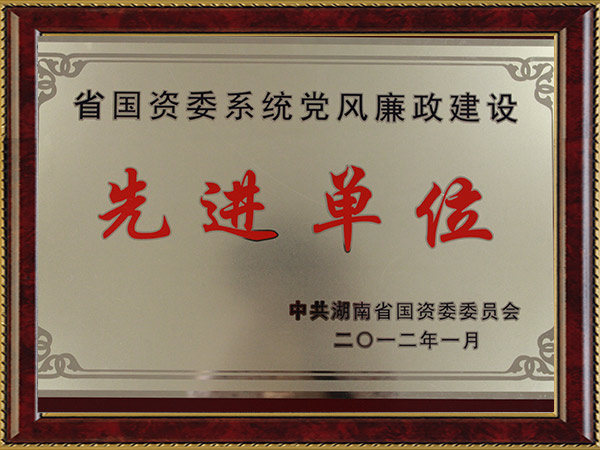 省国资委系统党风廉政建设
先进单位
中共湖南省国资委委员会
二〇一二年一月